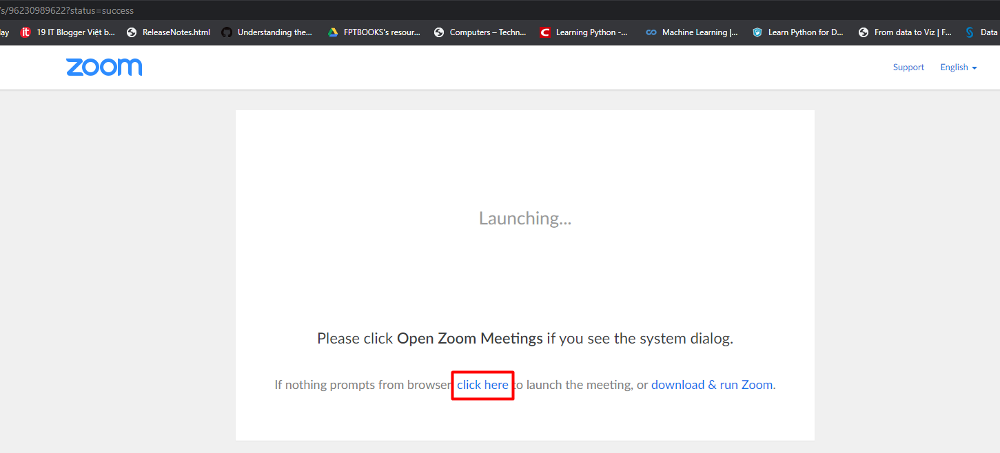 /s/96230989622?status=success
ay 19 IT Blogger Việt b... ReleaseNotes.html Understanding the... FPTBOOKS's resour... Computers – Techn... Learning Python -... Machine Learning |... Learn Python for D... From data to Viz | F... Data
zoom
Support English
Launching...
Please click Open Zoom Meetings if you see the system dialog.
If nothing prompts from browser click here to launch the meeting, or download & run Zoom.